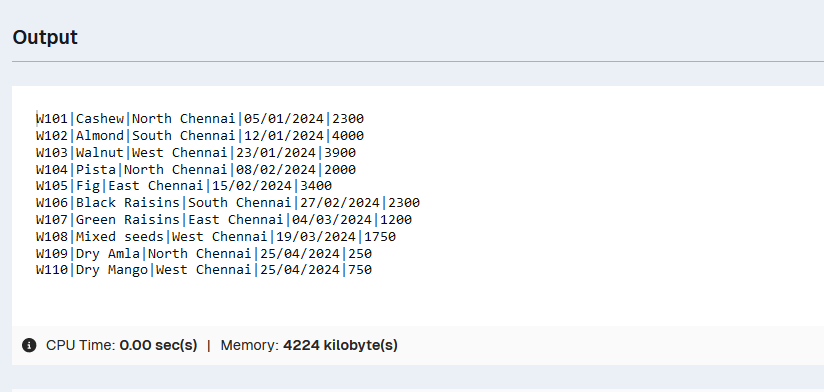 Output
W101|Cashew|North Chennai|05/01/2024|2300
W102|Almond|South Chennai|12/01/2024|4000
W103|Walnut|West Chennai|23/01/2024|3900
W104|Pista|North Chennai|08/02/2024|2000
W105|Fig|East Chennai|15/02/2024|3400
W106|Black Raisins|South Chennai|27/02/2024|2300
W107|Green Raisins|East Chennai|04/03/2024|1200
W108|Mixed seeds|West Chennai|19/03/2024|1750
W109|Dry Amla|North Chennai|25/04/2024|250
W110|Dry Mango|West Chennai|25/04/2024|750
CPU Time: 0.00 sec(s) | Memory: 4224 kilobyte(s)